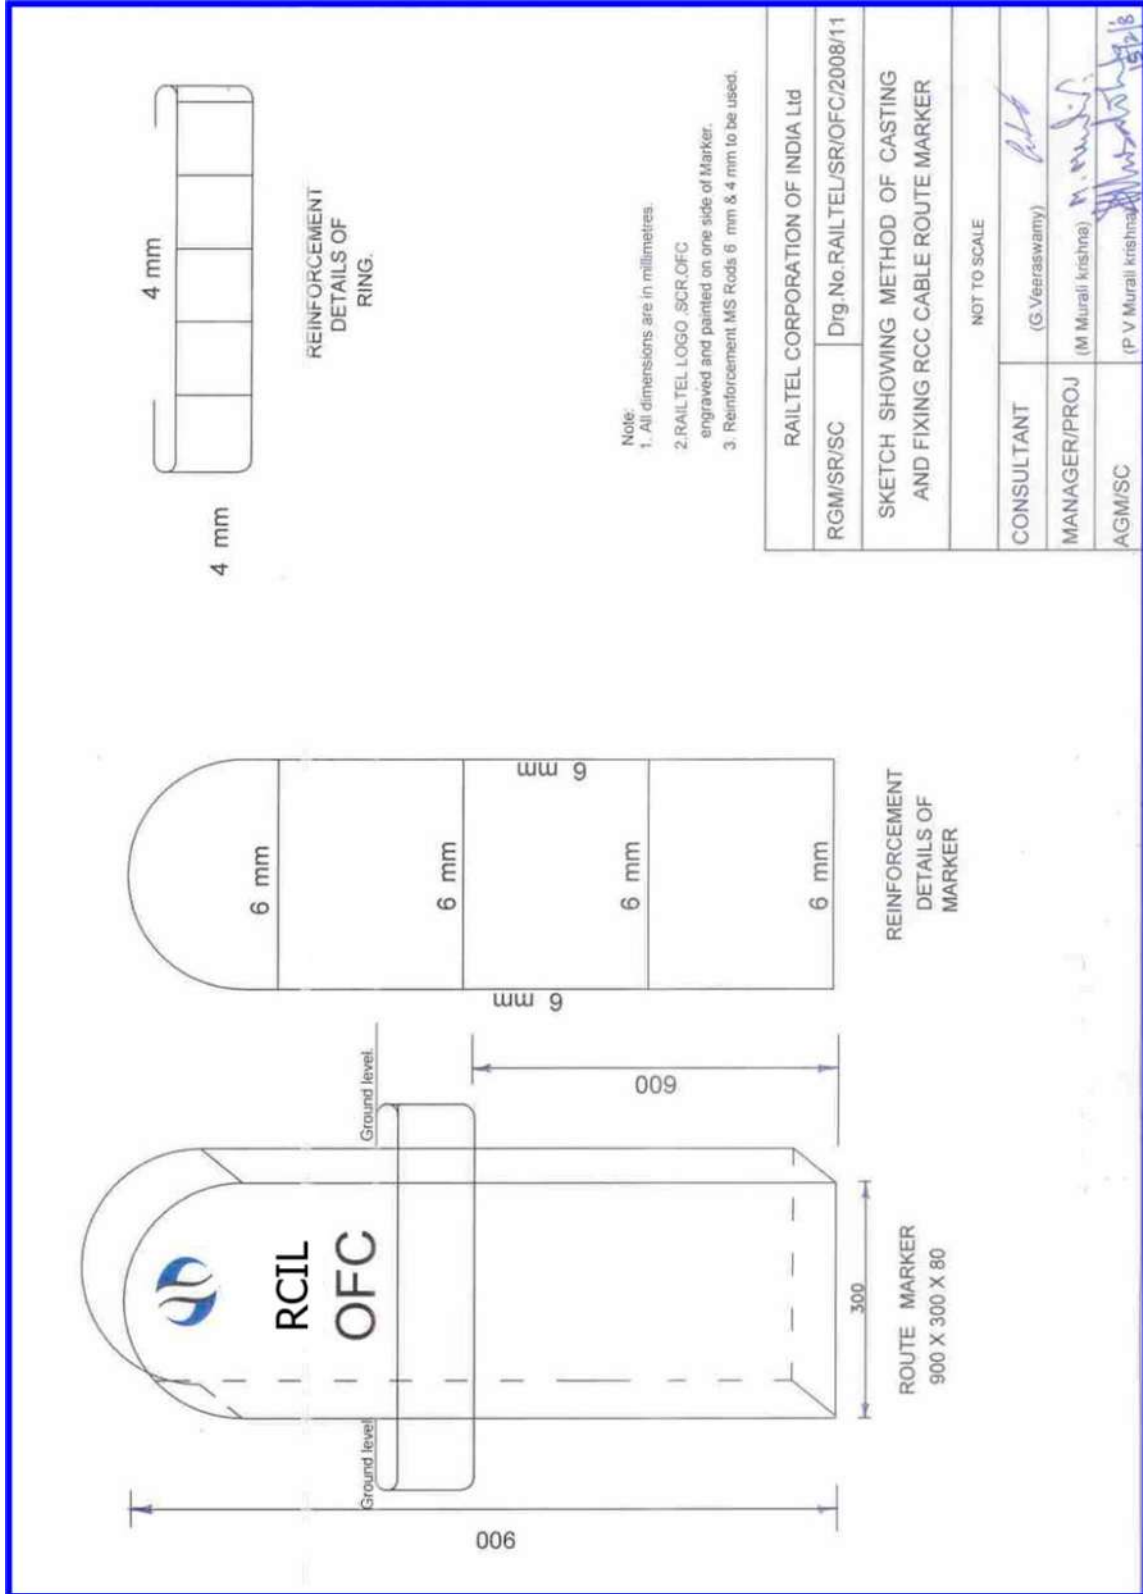 RCIL
OFC
Ground level
Ground level.
900
600
300
ROUTE MARKER
900 X 300 X 80
6 mm
6 mm
6 mm
6 mm
6 mm
6 mm
REINFORCEMENT
DETAILS OF
MARKER
4 mm
4 mm
REINFORCEMENT
DETAILS OF
RING.
Note:
1. All dimensions are in millimetres.
2.RAILTEL LOGO ,SCR,OFC
engraved and painted on one side of Marker.
3. Reinforcement MS Rods 6 mm & 4 mm to be used.
RAILTEL CORPORATION OF INDIA Ltd
RGM/SR/SC Drg.No.RAILTEL/SR/OFC/2008/11
SKETCH SHOWING METHOD OF CASTING
AND FIXING RCC CABLE ROUTE MARKER
NOT TO SCALE
CONSULTANT (G.Veeraswamy)
MANAGER/PROJ (M Murali krishna)
AGM/SC (P V Murali krishna)